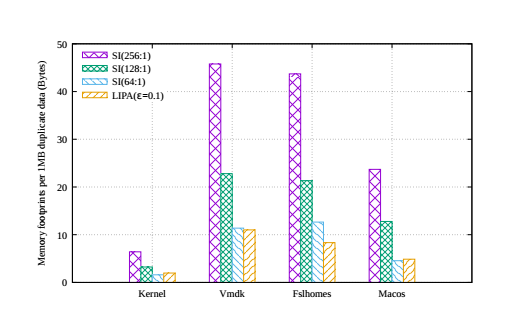 Memory footprints per 1MB duplicate data (Bytes)
50
40
30
20
10
0
SI(256:1)
SI(128:1)
SI(64:1)
LIPA(ε=0.1)
Kernel
Vmdk
Fslhomes
Macos